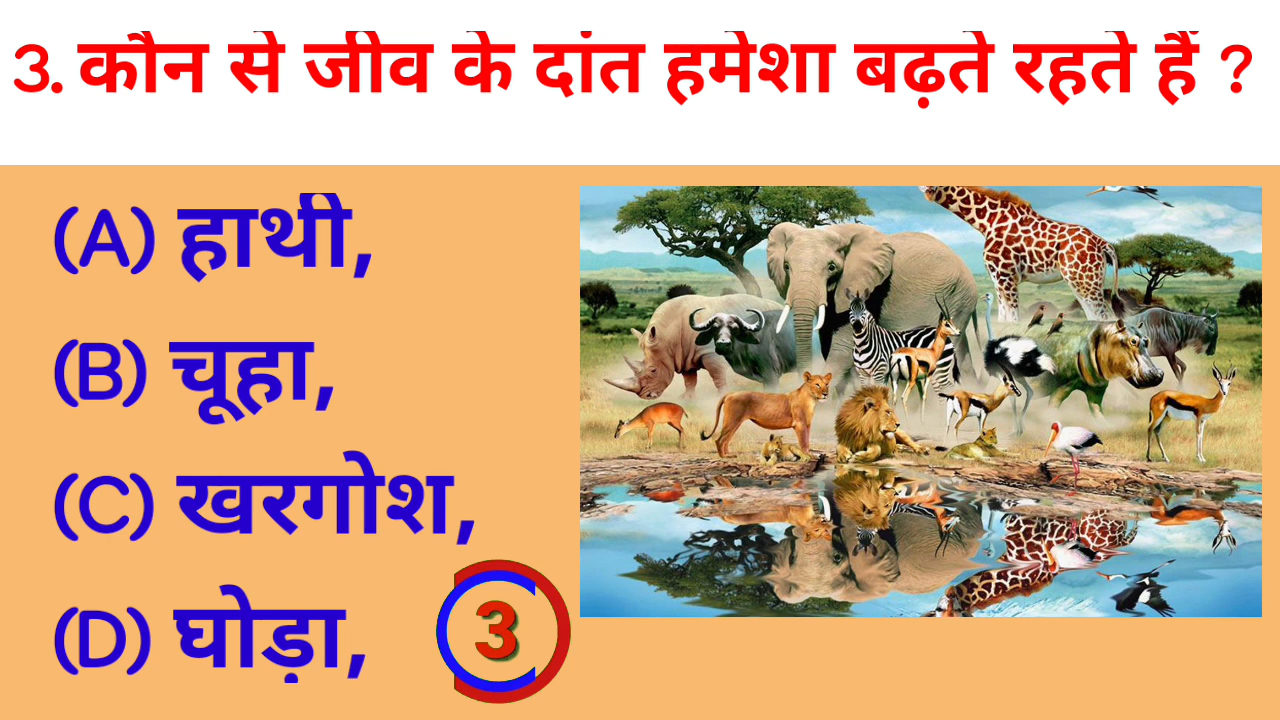 3. कौन से जीव के दांत हमेशा बढ़ते रहते हैं ?
(A) हाथी,
(B) चूहा,
(C) खरगोश,
(D) घोड़ा,
3